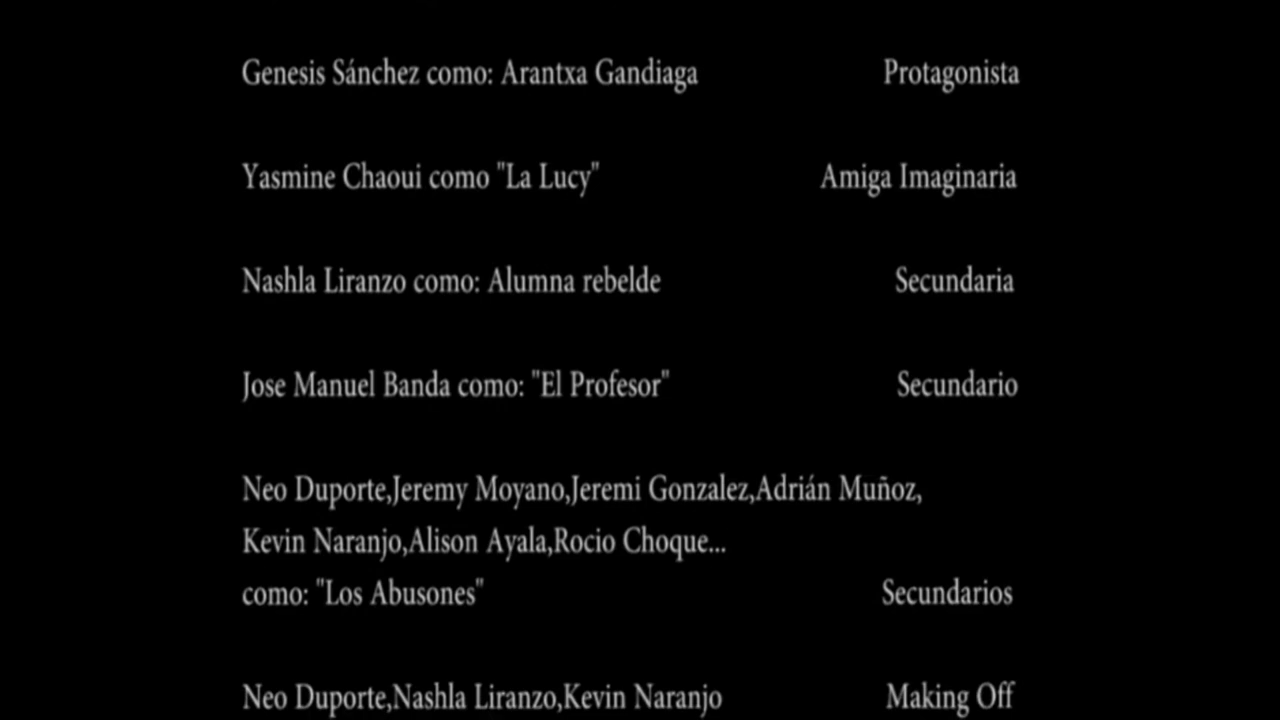 Genesis Sánchez como: Arantxa Gandiaga Protagonista
Yasmine Chaoui como "La Lucy" Amiga Imaginaria
Nashla Liranzo como: Alumna rebelde Secundaria
Jose Manuel Banda como: "El Profesor" Secundario
Neo Duporte,Jeremy Moyano,Jeremi Gonzalez,Adrián Muñoz,
Kevin Naranjo,Alison Ayala,Rocio Choque...
como: "Los Abusones" Secundarios
Neo Duporte,Nashla Liranzo,Kevin Naranjo Making Off